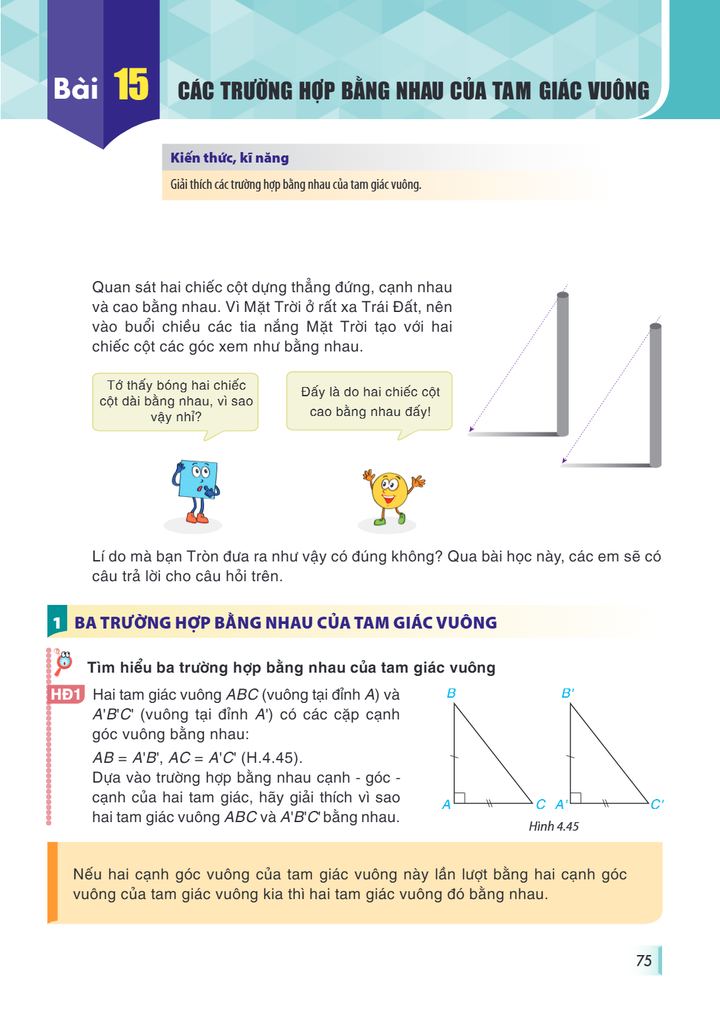 Bài 15 CÁC TRƯỜNG HỢP BẰNG NHAU CỦA TAM GIÁC VUÔNG
Kiến thức, kĩ năng
Giải thích các trường hợp bằng nhau của tam giác vuông.
Quan sát hai chiếc cột dựng thẳng đứng, cạnh nhau
và cao bằng nhau. Vì Mặt Trời ở rất xa Trái Đất, nên
vào buổi chiều các tia nắng Mặt Trời tạo với hai
chiếc cột các góc xem như bằng nhau.
Tớ thấy bóng hai chiếc
cột dài bằng nhau, vì sao
vậy nhỉ?
Đấy là do hai chiếc cột
cao bằng nhau đấy!
Lí do mà bạn Tròn đưa ra như vậy có đúng không? Qua bài học này, các em sẽ có
câu trả lời cho câu hỏi trên.
1 BA TRƯỜNG HỢP BẰNG NHAU CỦA TAM GIÁC VUÔNG
Tìm hiểu ba trường hợp bằng nhau của tam giác vuông
HĐ1 Hai tam giác vuông ABC (vuông tại đỉnh A) và
A'B'C' (vuông tại đỉnh A') có các cặp cạnh
góc vuông bằng nhau:
AB = A'B', AC = A'C' (H.4.45).
Dựa vào trường hợp bằng nhau cạnh - góc -
cạnh của hai tam giác, hãy giải thích vì sao
hai tam giác vuông ABC và A'B'C' bằng nhau.
B B'
A C A' C'
Hình 4.45
Nếu hai cạnh góc vuông của tam giác vuông này lần lượt bằng hai cạnh góc
vuông của tam giác vuông kia thì hai tam giác vuông đó bằng nhau.
75